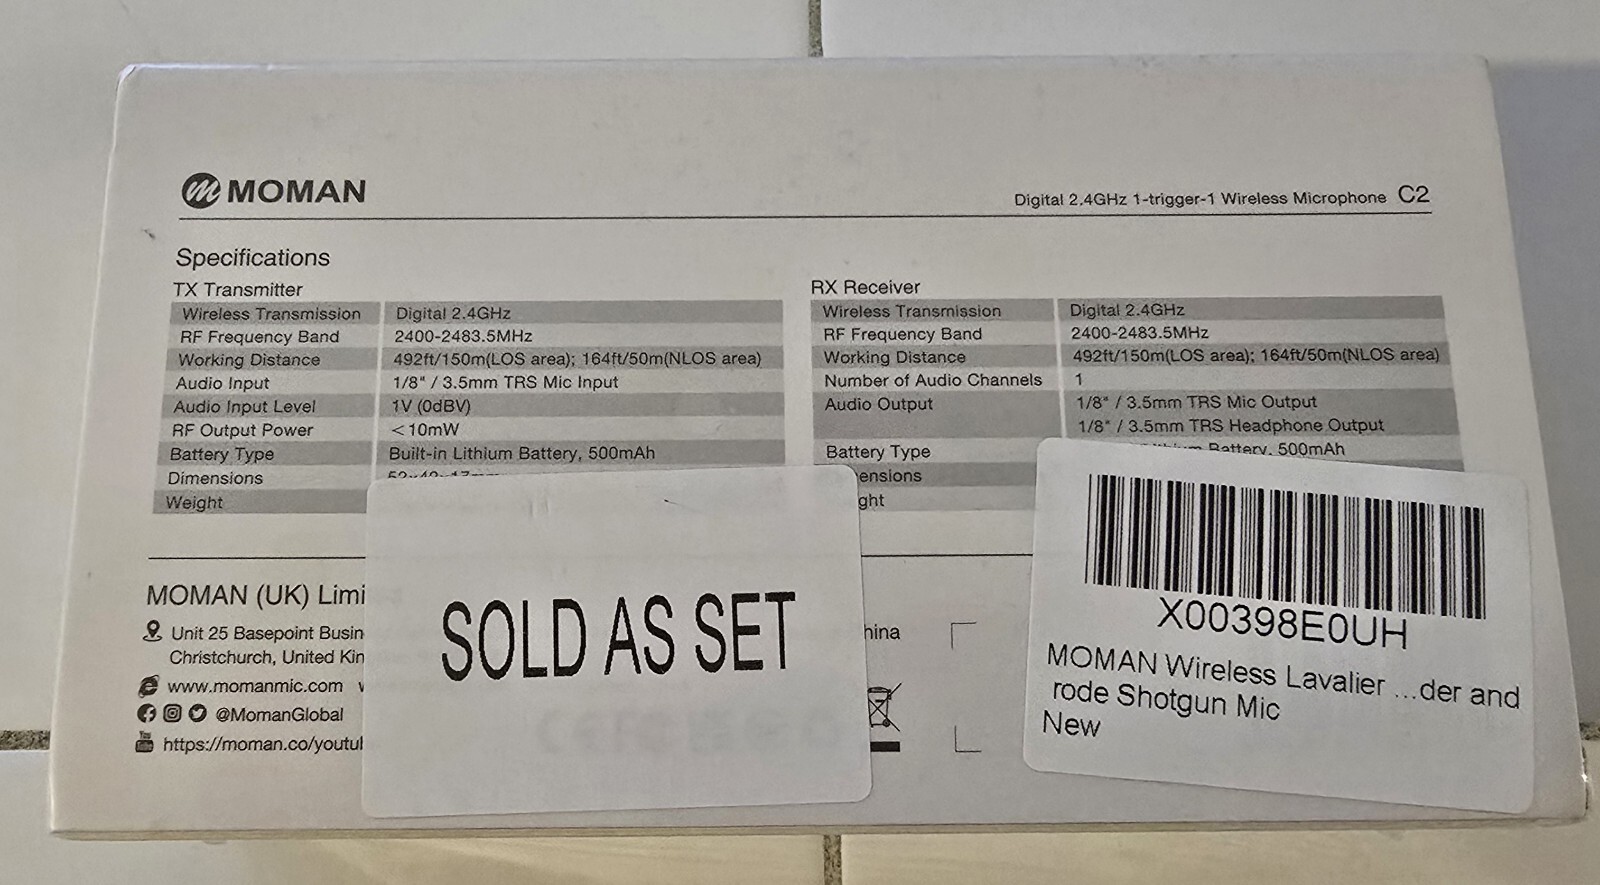 MOMAN
Digital 2.4GHz 1-trigger-1 Wireless Microphone C2
Specifications
TX Transmitter
Wireless Transmission Digital 2.4GHz
RF Frequency Band 2400-2483.5MHz
Working Distance 492ft/150m(LOS area); 164ft/50m(NLOS area)
Audio Input 1/8" / 3.5mm TRS Mic Input
Audio Input Level 1V (0dBV)
RF Output Power <10mW
Battery Type Built-in Lithium Battery, 500mAh
Dimensions
Weight
RX Receiver
Wireless Transmission Digital 2.4GHz
RF Frequency Band 2400-2483.5MHz
Working Distance 492ft/150m(LOS area); 164ft/50m(NLOS area)
Number of Audio Channels 1
Audio Output 1/8" / 3.5mm TRS Mic Output
1/8" / 3.5mm TRS Headphone Output
Battery Type Battery, 500mAh
ensions
ght
MOMAN (UK) Limi
Unit 25 Basepoint Busin
Christchurch, United Kin
www.momanmic.com
@MomanGlobal
You
https://moman.co/youtu
hina
SOLD AS SET
X00398E0UH
MOMAN Wireless Lavalier ...der and
rode Shotgun Mic
New